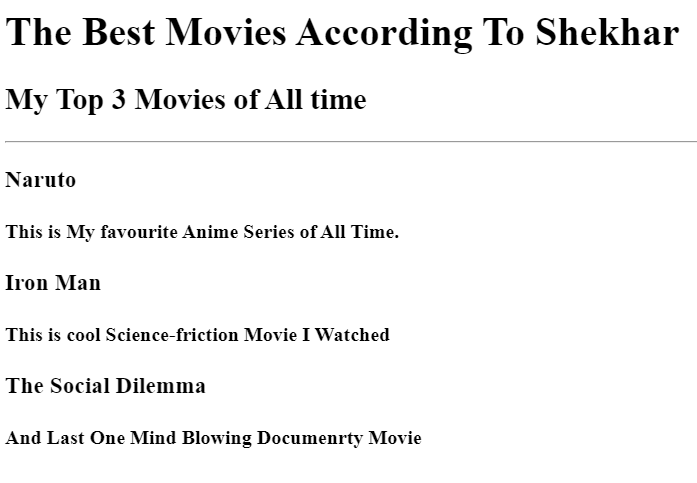 The Best Movies According To Shekhar
My Top 3 Movies of All time
Naruto
This is My favourite Anime Series of All Time.
Iron Man
This is cool Science-friction Movie I Watched
The Social Dilemma
And Last One Mind Blowing Documenrty Movie